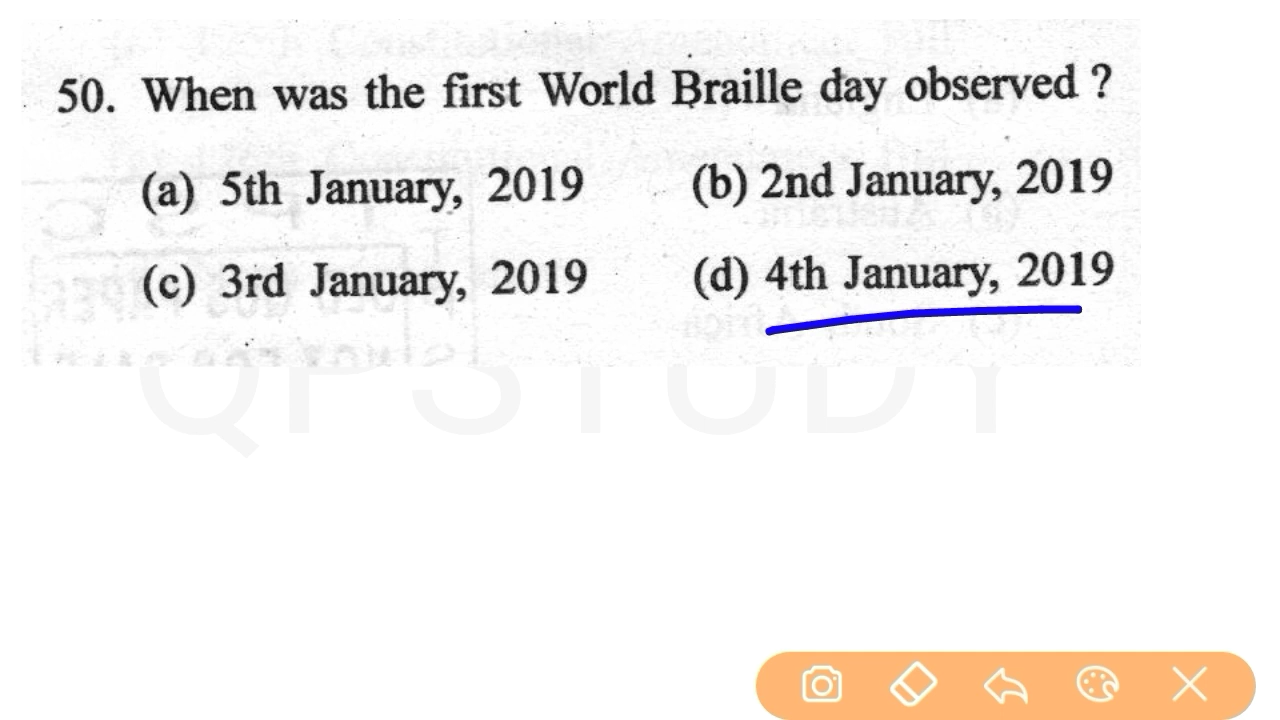 50. When was the first World Braille day observed ?
(a) 5th January, 2019 (b) 2nd January, 2019
(c) 3rd January, 2019 (d) 4th January, 2019
QPSTUDY